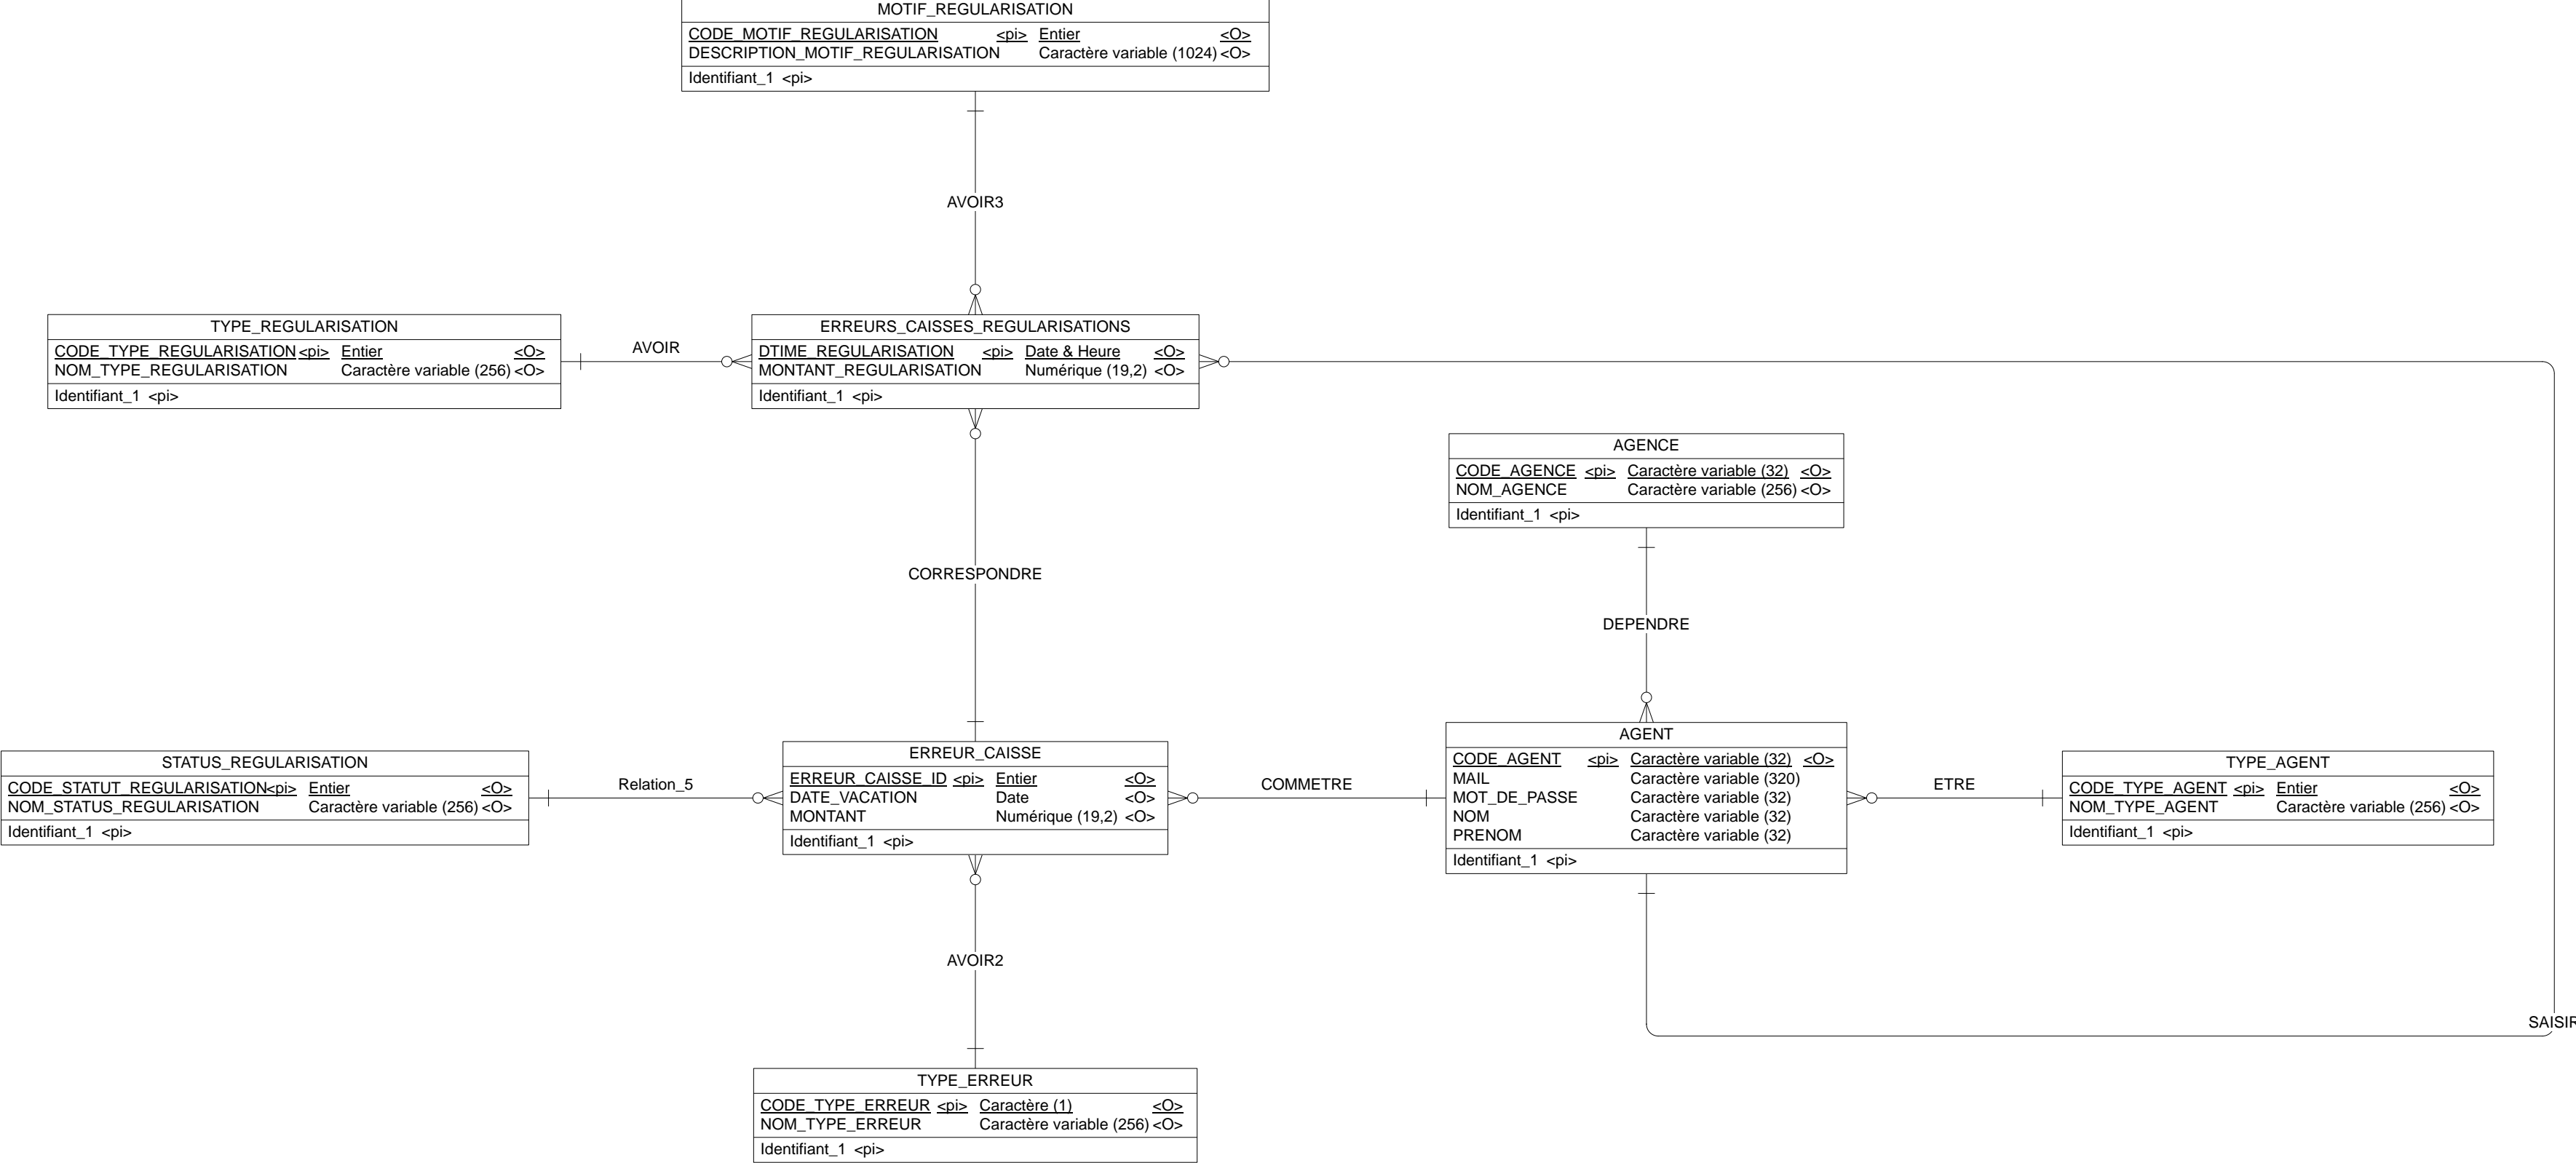 MOTIF_REGULARISATION
CODE_MOTIF_REGULARISATION <pi> Entier <O>
DESCRIPTION_MOTIF_REGULARISATION Caractère variable (1024) <O>
Identifiant_1 <pi>
AVOIR3
TYPE_REGULARISATION
CODE_TYPE_REGULARISATION <pi> Entier <O>
NOM_TYPE_REGULARISATION Caractère variable (256) <O>
Identifiant_1 <pi>
AVOIR
ERREURS_CAISSES_REGULARISATIONS
DTIME_REGULARISATION <pi> Date & Heure <O>
MONTANT_REGULARISATION Numérique (19,2) <O>
Identifiant_1 <pi>
AGENCE
CODE_AGENCE <pi> Caractère variable (32) <O>
NOM_AGENCE Caractère variable (256) <O>
Identifiant_1 <pi>
CORRESPONDRE
DEPENDRE
STATUS_REGULARISATION
CODE_STATUT_REGULARISATION <pi> Entier <O>
NOM_STATUS_REGULARISATION Caractère variable (256) <O>
Identifiant_1 <pi>
Relation_5
ERREUR_CAISSE
ERREUR_CAISSE_ID <pi> Entier <O>
DATE_VACATION Date <O>
MONTANT Numérique (19,2) <O>
Identifiant_1 <pi>
COMMETRE
AGENT
CODE_AGENT <pi> Caractère variable (32) <O>
MAIL Caractère variable (320)
MOT_DE_PASSE Caractère variable (32)
NOM Caractère variable (32)
PRENOM Caractère variable (32)
Identifiant_1 <pi>
ETRE
TYPE_AGENT
CODE_TYPE_AGENT <pi> Entier <O>
NOM_TYPE_AGENT Caractère variable (256) <O>
Identifiant_1 <pi>
AVOIR2
SAISIR
TYPE_ERREUR
CODE_TYPE_ERREUR <pi> Caractère (1) <O>
NOM_TYPE_ERREUR Caractère variable (256) <O>
Identifiant_1 <pi>